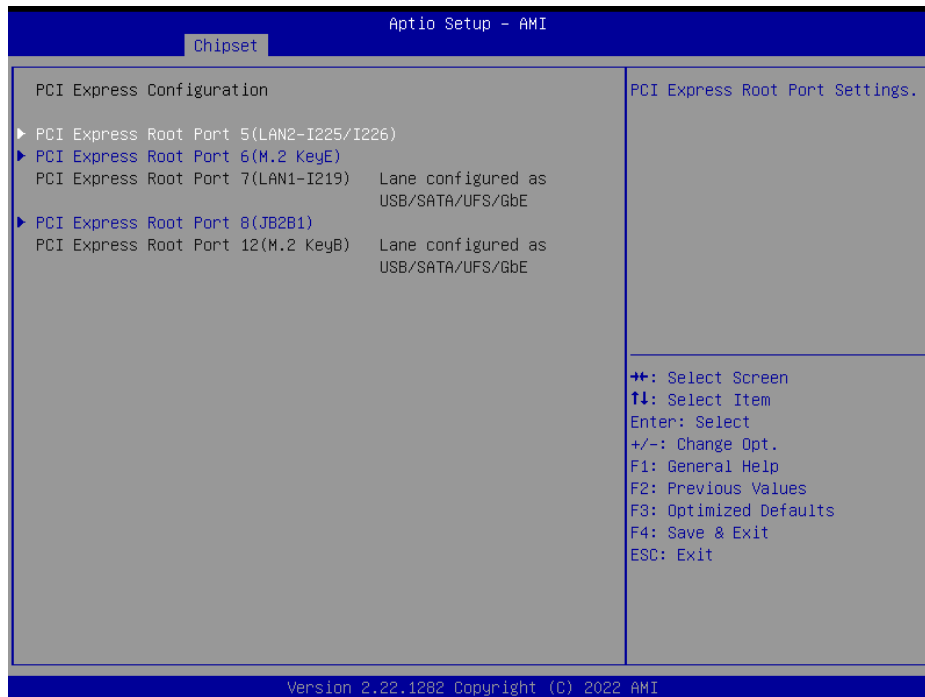 Aptio Setup – AMI
Chipset
PCI Express Configuration
PCI Express Root Port 5(LAN2-I225/I226)
PCI Express Root Port 6(M.2 KeyE)
PCI Express Root Port 7(LAN1-I219) Lane configured as
USB/SATA/UFS/GbE
PCI Express Root Port 8(JB2B1)
PCI Express Root Port 12(M.2 KeyB) Lane configured as
USB/SATA/UFS/GbE
PCI Express Root Port Settings.
→←: Select Screen
↑↓: Select Item
Enter: Select
+/-: Change Opt.
F1: General Help
F2: Previous Values
F3: Optimized Defaults
F4: Save & Exit
ESC: Exit
Version 2.22.1282 Copyright (C) 2022 AMI